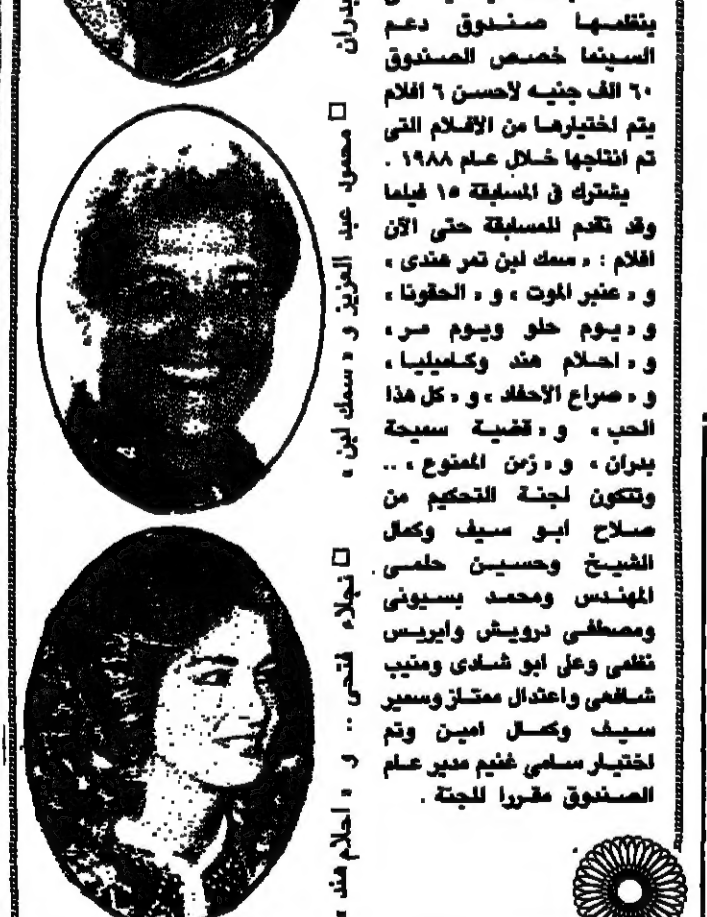 ينظمها صندوق دعم
السينما خصص الصندوق
٦٠ الف جنيه لاحسن ٦ افلام
يتم اختيارها من الافلام التى
تم انتاجها خلال عام ١٩٨٨ .
يشترك فى المسابقة ١٥ فيلما
وقد تقدم للمسابقة حتى الآن
افلام : « سمك لبن تمر هندى »
و « عنبر الموت » و « الحقونا »
و « يوم حلو ويوم مر »
و « احلام هند وكاميليا »
و « صراع الاحفاد » و « كل هذا
الحب » و « قضية سميحة
بدران » و « زمن الممنوع » ..
وتتكون لجنة التحكيم من
صلاح ابو سيف وكمال
الشيخ وحسين حلمى
المهندس ومحمد بسيونى
ومصطفى درويش وايريس
نظمى وعلى ابو شادى ومنيب
شافعى واعتدال ممتاز وسمير
سيف وكمال امين وتم
اختيار سامى غنيم مدير عام
الصندوق مقررا للجنة .
بدران
□ محمود عبد العزيز و « سمك لبن »
□ نجلاء فتحى .. و « احلام هند »